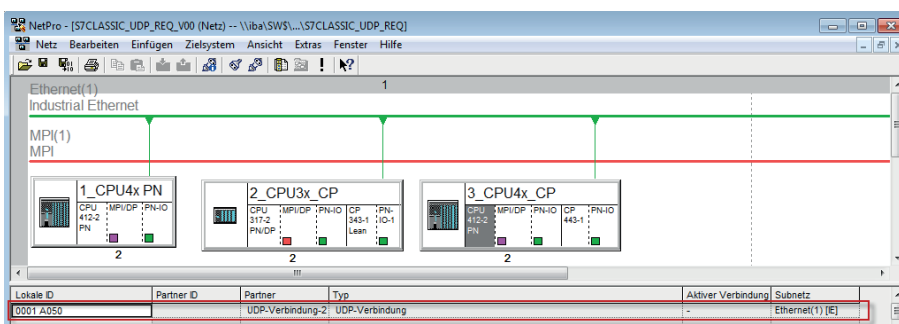 NetPro - [S7CLASSIC_UDP_REQ_V00 (Netz) -- \\iba\SWS\...\S7CLASSIC_UDP_REQ]
Netz Bearbeiten Einfügen Zielsystem Ansicht Extras Fenster Hilfe
1
Ethernet(1)
Industrial Ethernet
MPI(1)
MPI
1_CPU4x PN
CPU 412-2 PN
MPI/DP
PN-IO
2
2_CPU3x_CP
CPU 317-2 PN/DP
MPI/DP
PN-IO
CP 343-1 Lean
PN-IO-1
2
3_CPU4x_CP
CPU 412-2 PN
MPI/DP
PN-IO
CP 443-1
PN-IO
2
Lokale ID Partner ID Partner Typ Aktiver Verbindung Subnetz
0001 A050 UDP-Verbindung-2 UDP-Verbindung - Ethernet(1) [IE]